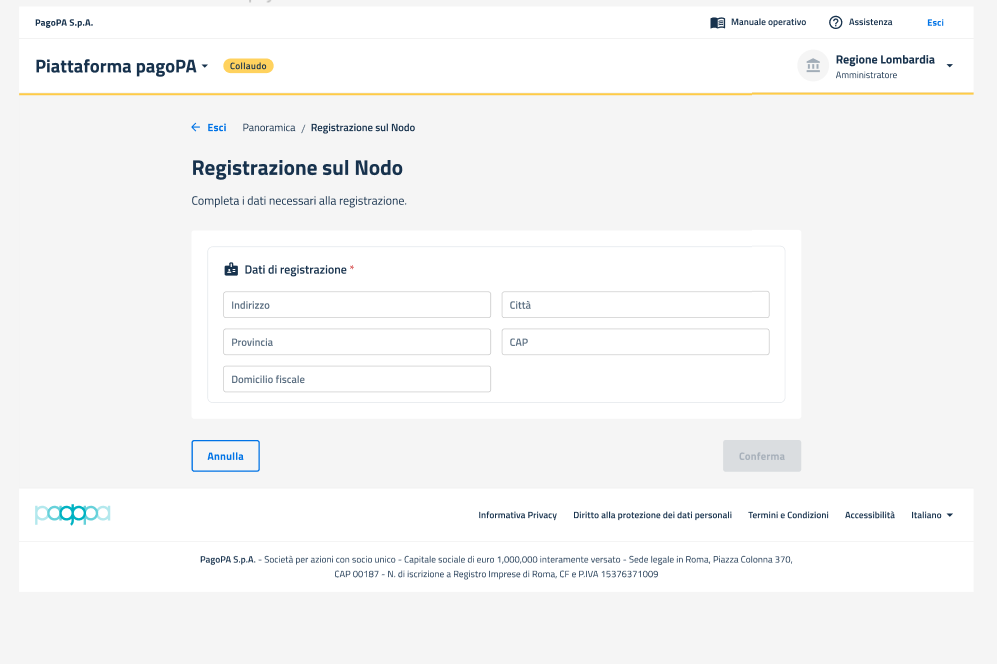 PagoPA S.p.A.
Manuale operativo
Assistenza
Esci
Piattaforma pagoPA
Collaudo
Regione Lombardia
Amministratore
Esci
Panoramica / Registrazione sul Nodo
Registrazione sul Nodo
Completa i dati necessari alla registrazione.
Dati di registrazione *
Indirizzo
Città
Provincia
CAP
Domicilio fiscale
Annulla
Conferma
pagopa
Informativa Privacy
Diritto alla protezione dei dati personali
Termini e Condizioni
Accessibilità
Italiano
PagoPA S.p.A. - Società per azioni con socio unico - Capitale sociale di euro 1,000,000 interamente versato - Sede legale in Roma, Piazza Colonna 370,
CAP 00187 - N. di iscrizione a Registro Imprese di Roma, CF e P.IVA 15376371009